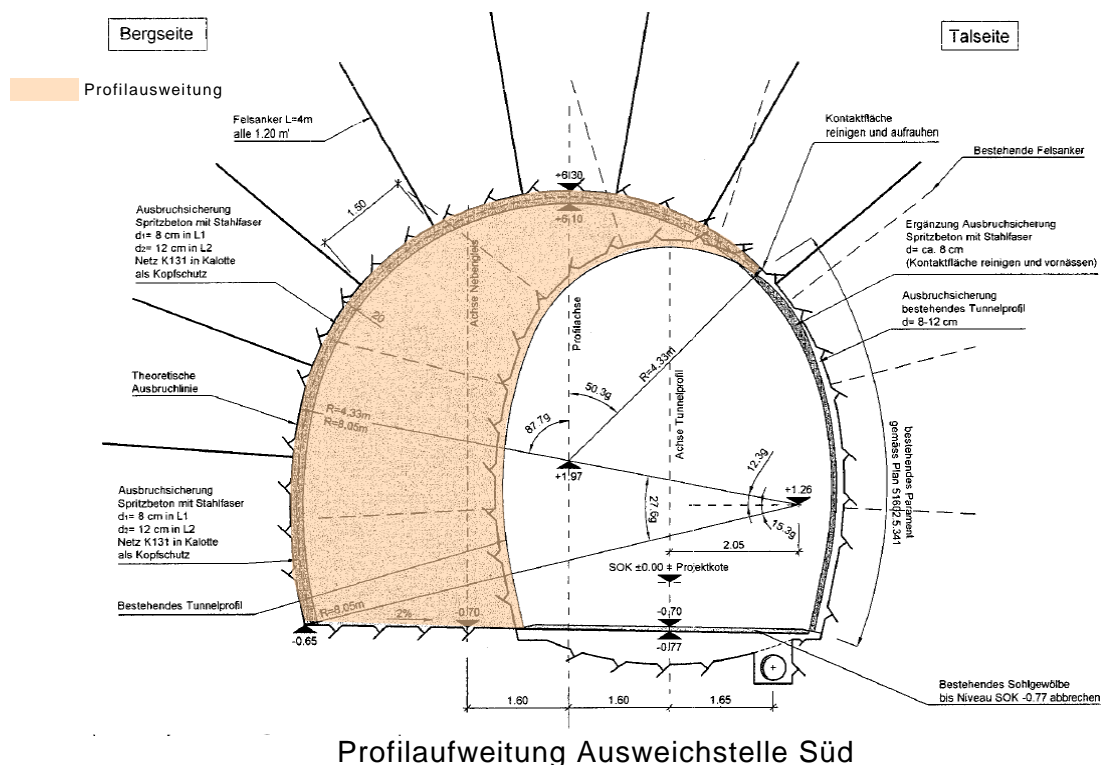 Bergseite
Talseite
Profilausweitung
Felsanker L=4m
alle 1.20 m'
Kontaktfläche
reinigen und aufrauhen
Bestehende Felsanker
+6.30
+6.10
1.50
Ausbruchsicherung
Spritzbeton mit Stahlfaser
d1= 8 cm in L1
d2= 12 cm in L2
Netz K131 in Kalotte
als Kopfschutz
Ergänzung Ausbruchsicherung
Spritzbeton mit Stahlfaser
d= ca. 8 cm
(Kontaktfläche reinigen und vornässen)
Ausbruchsicherung
bestehendes Tunnelprofil
d= 8-12 cm
Achse Nebengleis
Profilachse
20
Theoretische
Ausbruchlinie
R=4.33m
R=8.05m
R=4.33m
50.3g
87.7g
Achse Tunnelprofil
+1.97
12.3g
+1.26
27.6g
15.3g
2.05
bestehendes Parament
gemäss Plan 51602 5.341
Ausbruchsicherung
Spritzbeton mit Stahlfaser
d1= 8 cm in L1
d2= 12 cm in L2
Netz K131 in Kalotte
als Kopfschutz
SOK ±0.00 = Projektkote
Bestehendes Tunnelprofil
R=8.05m
2%
-0.70
-0.70
-0.65
-0.77
1.60
1.60
1.65
Bestehendes Sohlgewölbe
bis Niveau SOK -0.77 abbrechen
Profilaufweitung Ausweichstelle Süd